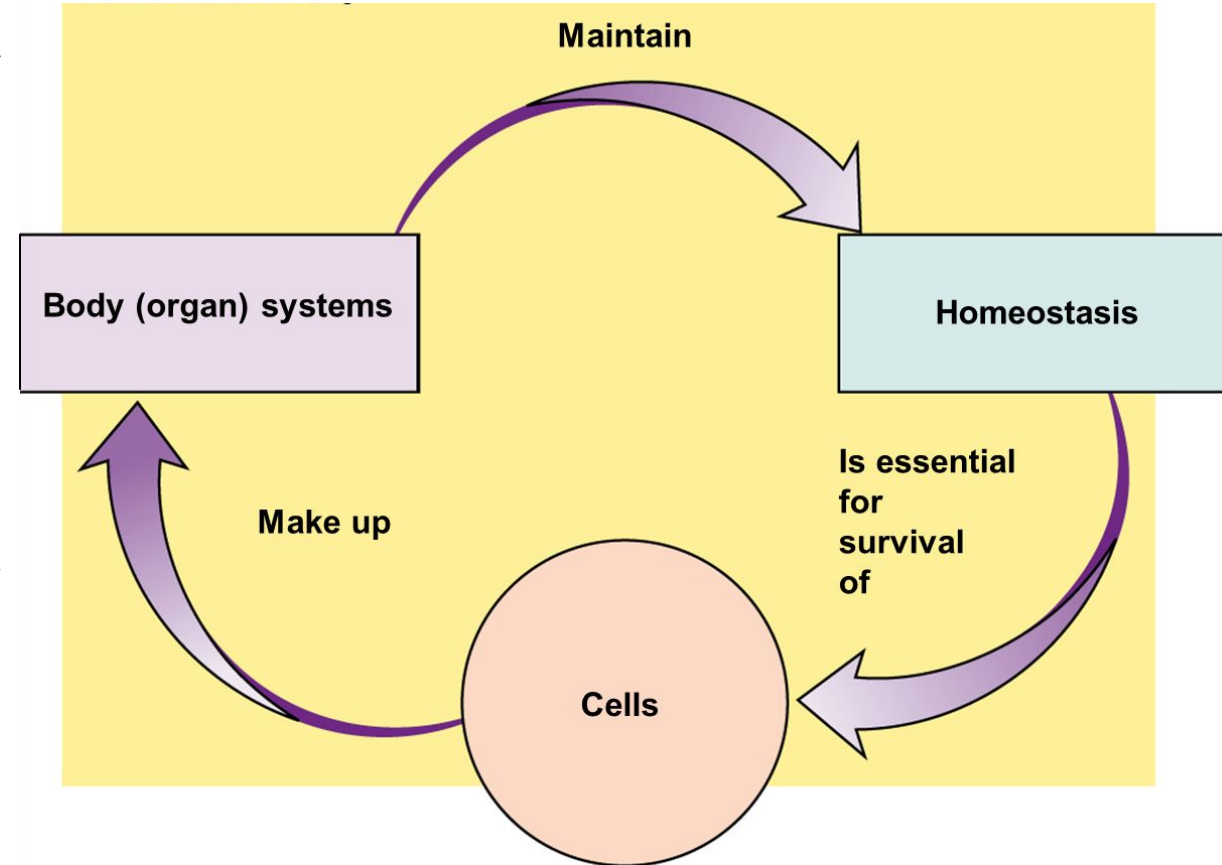 Maintain
Body (organ) systems
Homeostasis
Is essential
for
survival
of
Make up
Cells